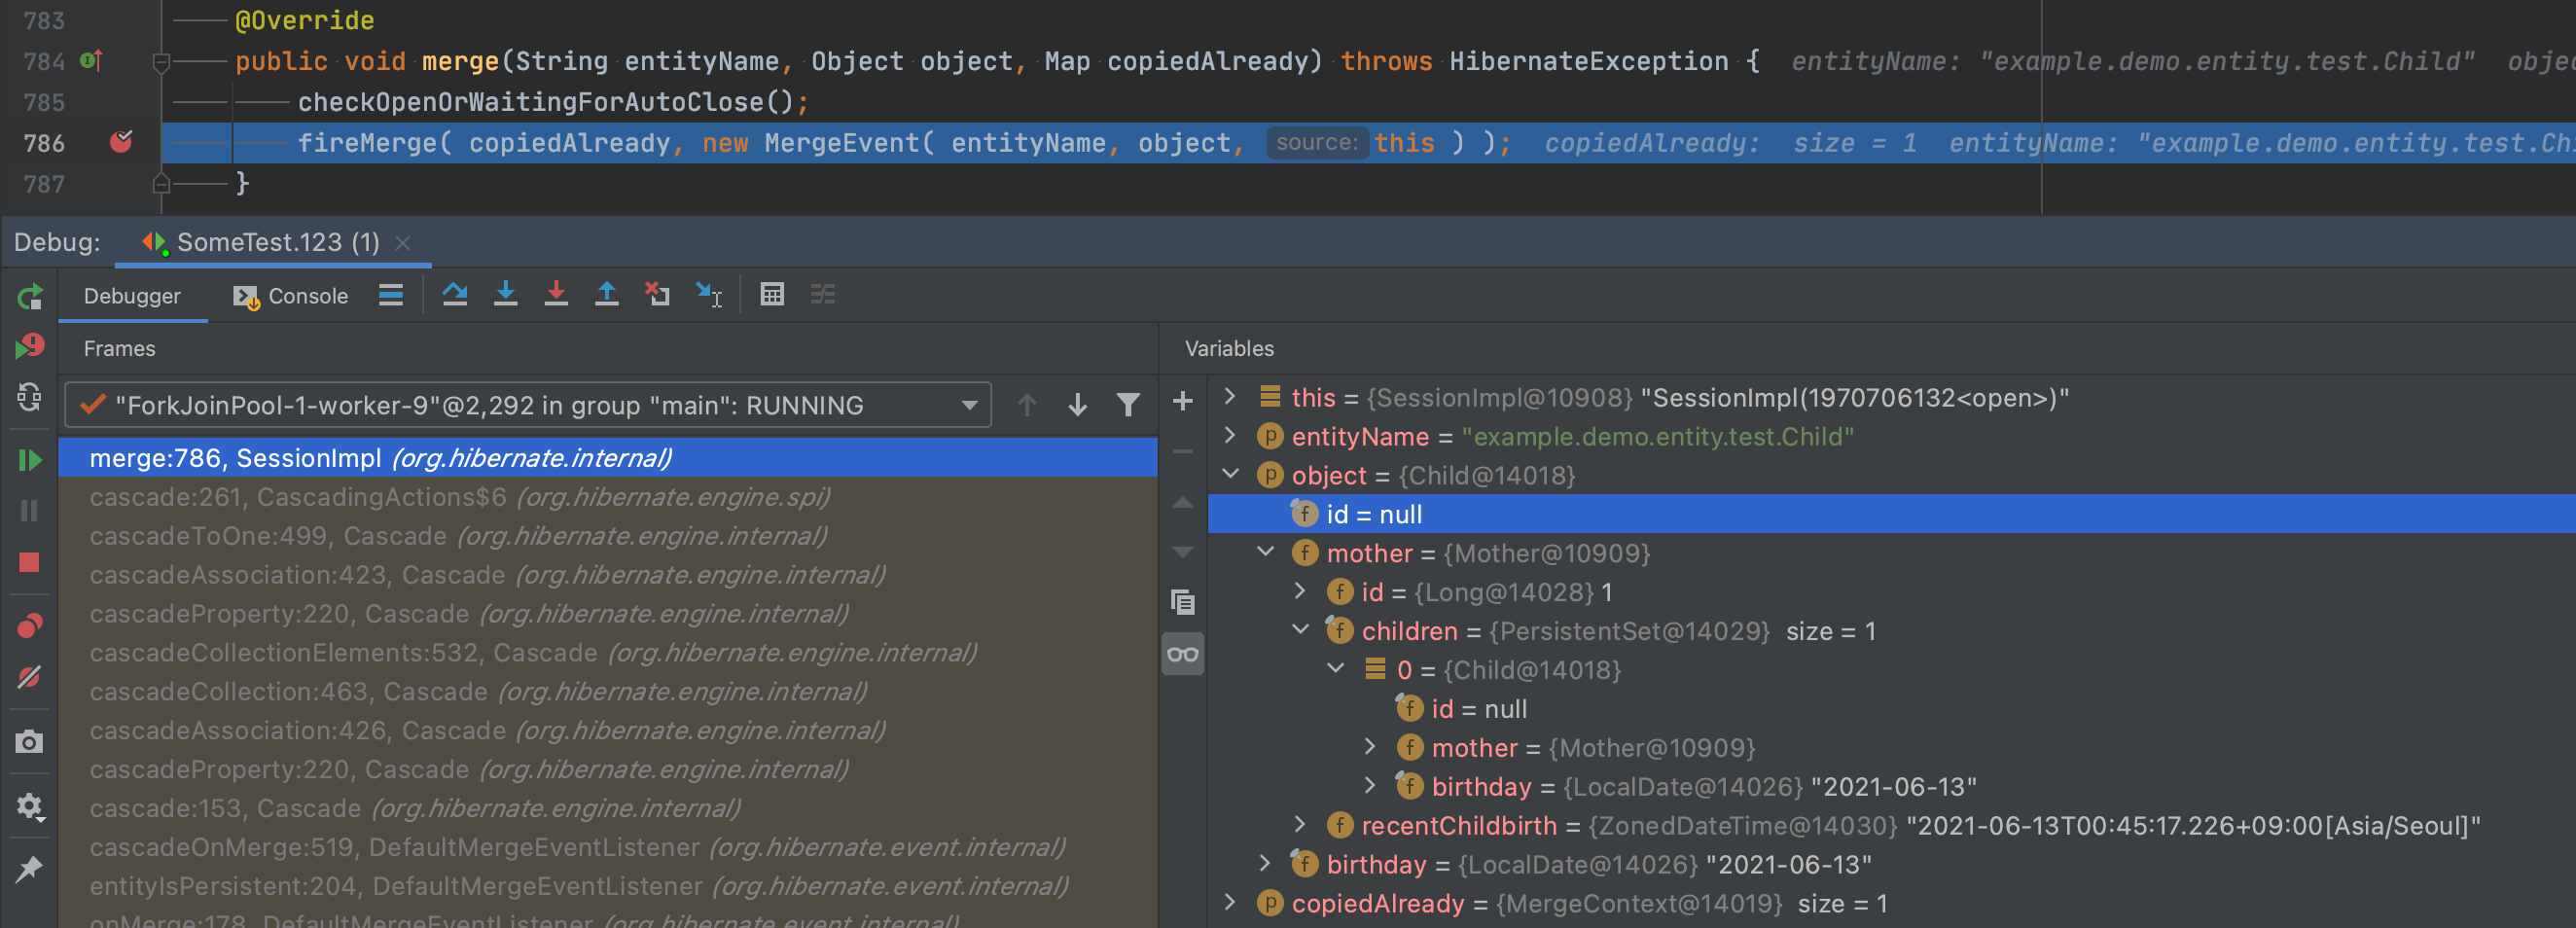 783 @Override
784 public void merge(String entityName, Object object, Map copiedAlready) throws HibernateException { entityName: "example.demo.entity.test.Child"
785 checkOpenOrWaitingForAutoClose();
786 fireMerge( copiedAlready, new MergeEvent( entityName, object, source: this ) ); copiedAlready: size = 1 entityName: "example.demo.entity.test.Chi
787 }
Debug: SomeTest.123 (1)
Debugger Console
Frames
"ForkJoinPool-1-worker-9"@2,292 in group "main": RUNNING
merge:786, SessionImpl (org.hibernate.internal)
cascade:261, CascadingActions$6 (org.hibernate.engine.spi)
cascadeToOne:499, Cascade (org.hibernate.engine.internal)
cascadeAssociation:423, Cascade (org.hibernate.engine.internal)
cascadeProperty:220, Cascade (org.hibernate.engine.internal)
cascadeCollectionElements:532, Cascade (org.hibernate.engine.internal)
cascadeCollection:463, Cascade (org.hibernate.engine.internal)
cascadeAssociation:426, Cascade (org.hibernate.engine.internal)
cascadeProperty:220, Cascade (org.hibernate.engine.internal)
cascade:153, Cascade (org.hibernate.engine.internal)
cascadeOnMerge:519, DefaultMergeEventListener (org.hibernate.event.internal)
entityIsPersistent:204, DefaultMergeEventListener (org.hibernate.event.internal)
onMerge:178, DefaultMergeEventListener (org.hibernate.event.internal)
Variables
this = {SessionImpl@10908} "SessionImpl(1970706132<open>)"
entityName = "example.demo.entity.test.Child"
object = {Child@14018}
id = null
mother = {Mother@10909}
id = {Long@14028} 1
children = {PersistentSet@14029} size = 1
0 = {Child@14018}
id = null
mother = {Mother@10909}
birthday = {LocalDate@14026} "2021-06-13"
recentChildbirth = {ZonedDateTime@14030} "2021-06-13T00:45:17.226+09:00[Asia/Seoul]"
birthday = {LocalDate@14026} "2021-06-13"
copiedAlready = {MergeContext@14019} size = 1